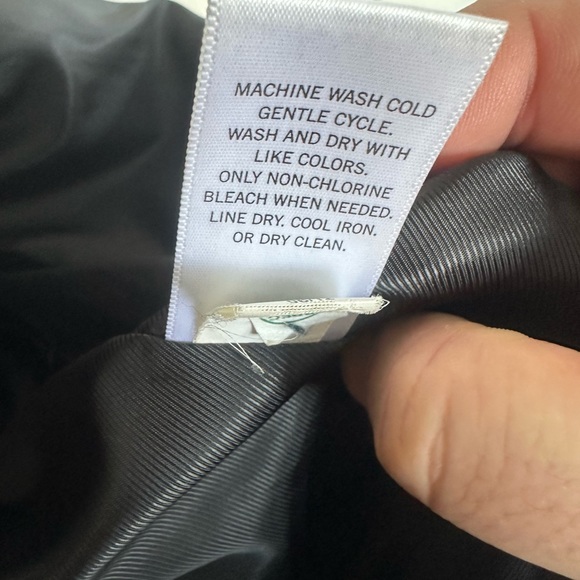 MACHINE WASH COLD
GENTLE CYCLE.
WASH AND DRY WITH
LIKE COLORS.
ONLY NON-CHLORINE
BLEACH WHEN NEEDED.
LINE DRY. COOL IRON.
OR DRY CLEAN.